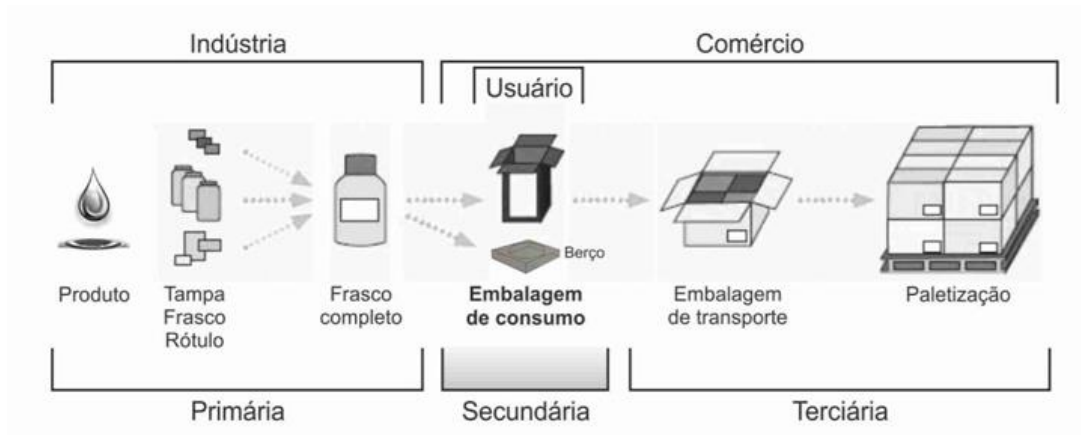 Indústria
Comércio
Usuário
Berço
Produto
Tampa
Frasco
Rótulo
Frasco
completo
Embalagem
de consumo
Embalagem
de transporte
Paletização
Primária
Secundária
Terciária